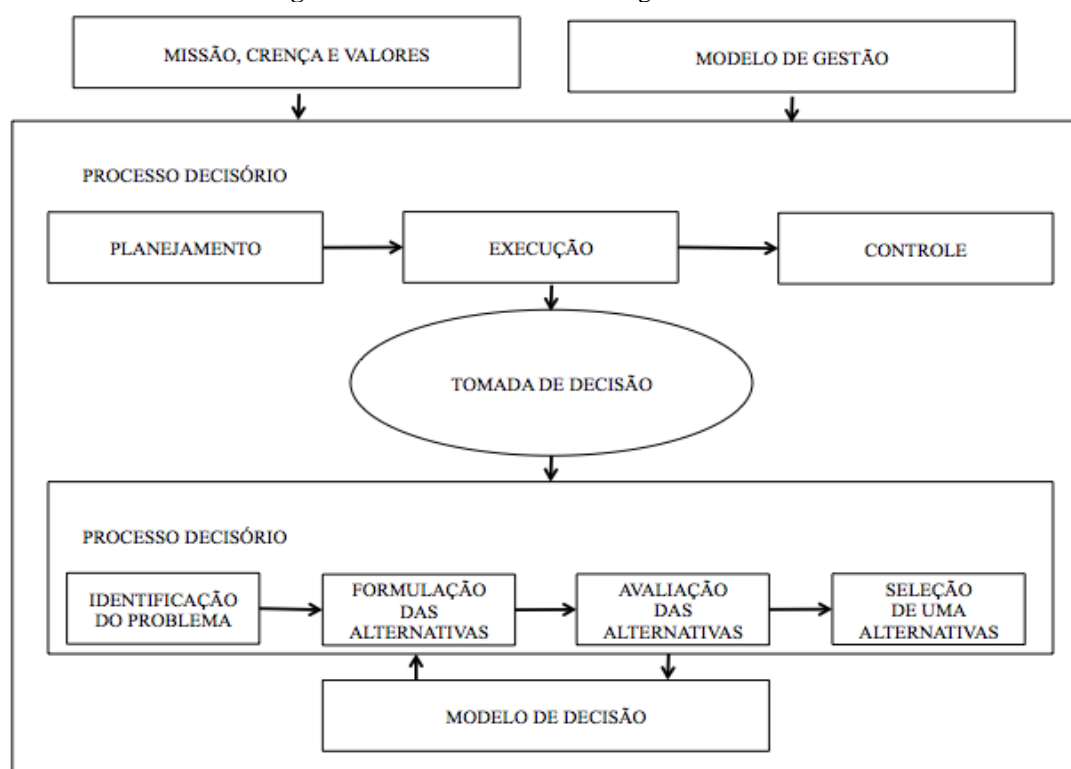 MISSÃO, CRENÇA E VALORES
MODELO DE GESTÃO
PROCESSO DECISÓRIO
PLANEJAMENTO
EXECUÇÃO
CONTROLE
TOMADA DE DECISÃO
PROCESSO DECISÓRIO
IDENTIFICAÇÃO
DO PROBLEMA
FORMULAÇÃO
DAS
ALTERNATIVAS
AVALIAÇÃO
DAS
ALTERNATIVAS
SELEÇÃO
DE UMA
ALTERNATIVAS
MODELO DE DECISÃO